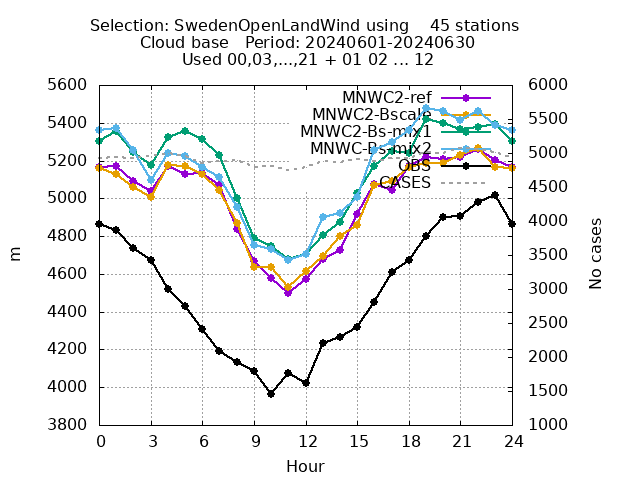 Selection: SwedenOpenLandWind using 45 stations
Cloud base Period: 20240601-20240630
Used 00,03,...,21 + 01 02 ... 12
5600
5400
5200
5000
4800
4600
4400
4200
4000
3800
6000
5500
5000
4500
4000
3500
3000
2500
2000
1500
1000
MNWC2-ref
MNWC2-Bscale
MNWC2-Bs-mix1
MNWC-Bs-mix2
OBS
CASES
m
No cases
0 3 6 9 12 15 18 21 24
Hour